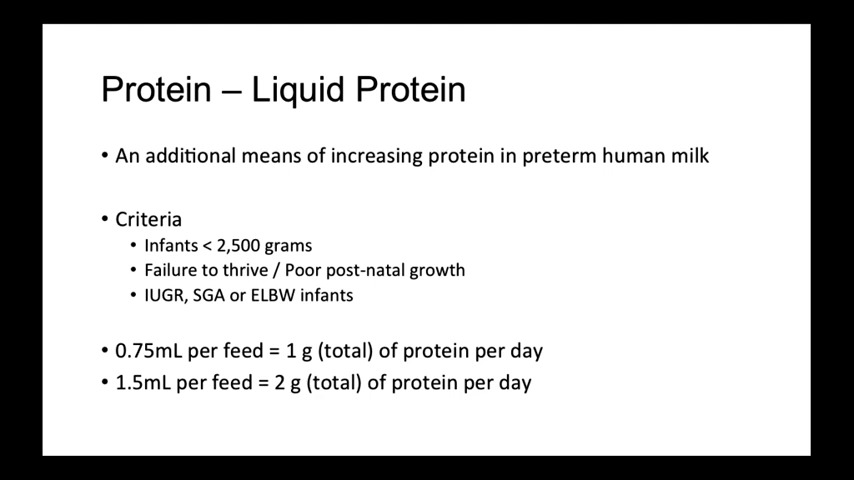 Protein – Liquid Protein
• An additional means of increasing protein in preterm human milk
• Criteria
• Infants < 2,500 grams
• Failure to thrive / Poor post-natal growth
• IUGR, SGA or ELBW infants
• 0.75mL per feed = 1 g (total) of protein per day
• 1.5mL per feed = 2 g (total) of protein per day